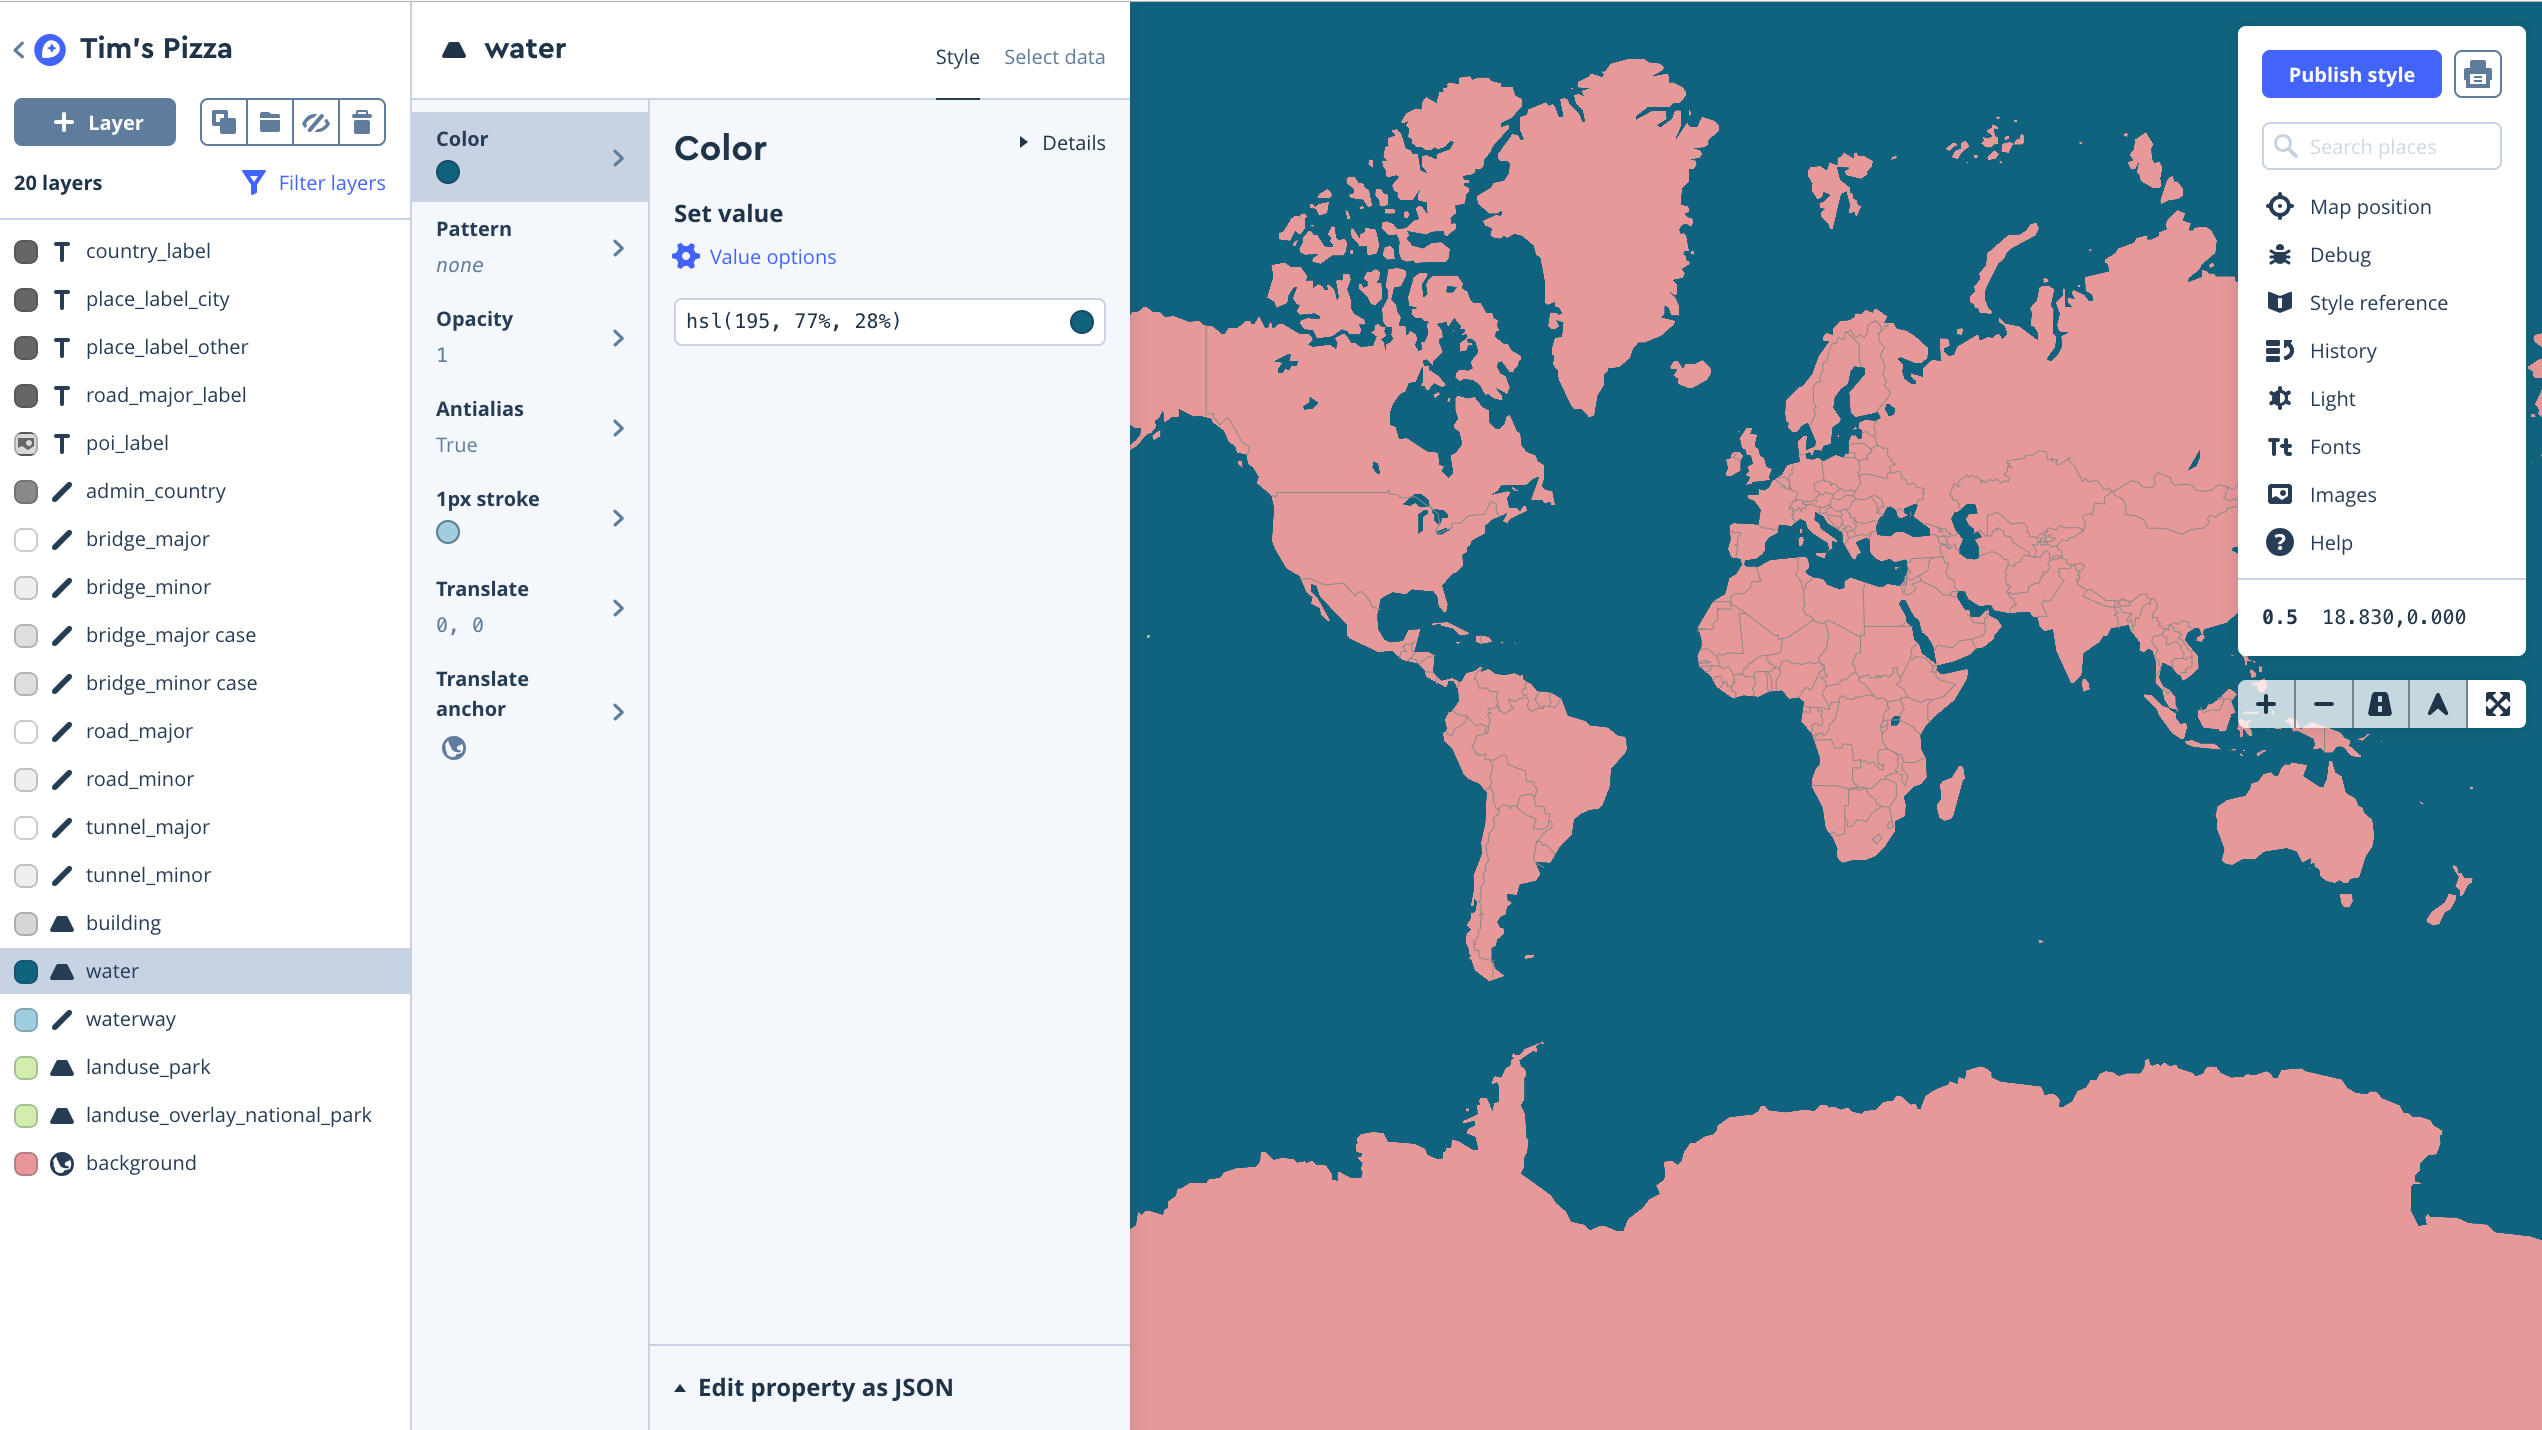 Tim's Pizza
Layer
20 layers
Filter layers
country_label
place_label_city
place_label_other
road_major_label
poi_label
admin_country
bridge_major
bridge_minor
bridge_major case
bridge_minor case
road_major
road_minor
tunnel_major
tunnel_minor
building
water
waterway
landuse_park
landuse_overlay_national_park
background
water
Style
Select data
Color
Pattern
none
Opacity
1
Antialias
True
1px stroke
Translate
0, 0
Translate
anchor
Color
Details
Set value
Value options
hsl(195, 77%, 28%)
Edit property as JSON
Publish style
Search places
Map position
Debug
Style reference
History
Light
Fonts
Images
Help
0.5 18.830,0.000